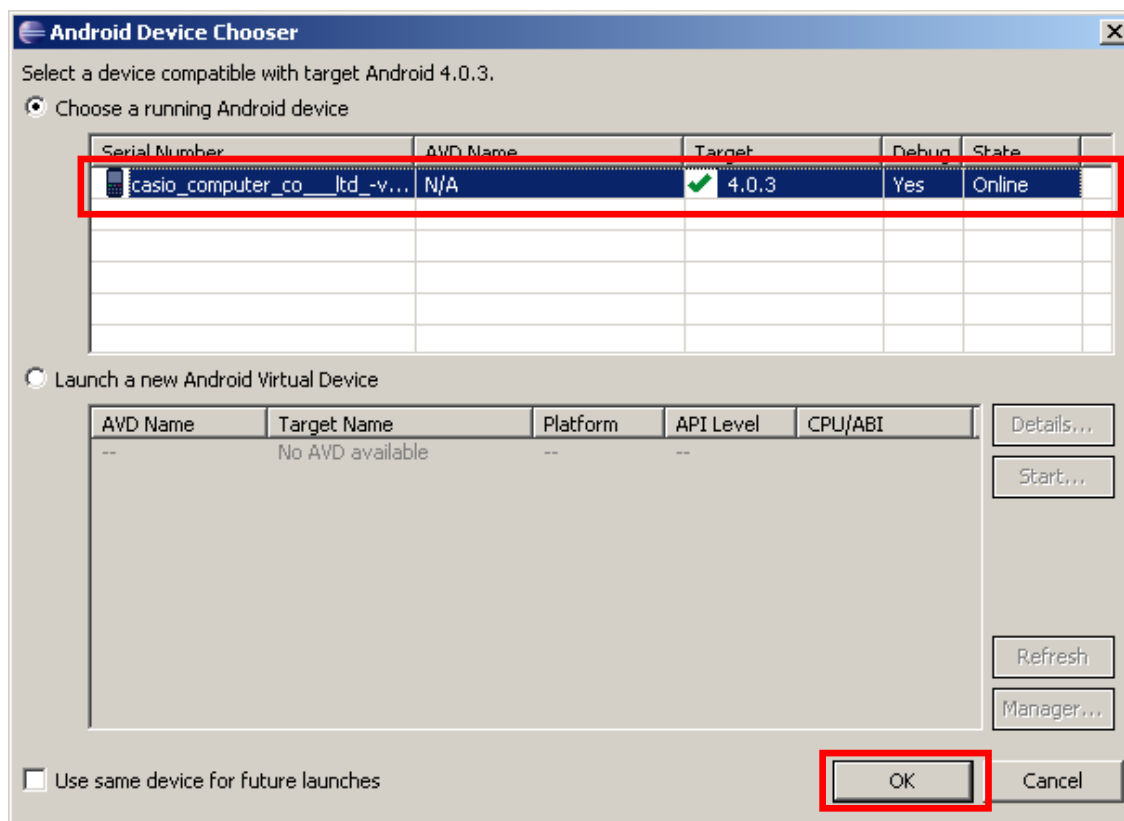 Android Device Chooser
Select a device compatible with target Android 4.0.3.
Choose a running Android device
Serial Number AVD Name Target Debug State
casio_computer_co___ltd_-v... N/A 4.0.3 Yes Online
Launch a new Android Virtual Device
AVD Name Target Name Platform API Level CPU/ABI
-- No AVD available -- --
Details...
Start...
Refresh
Manager...
Use same device for future launches
OK Cancel